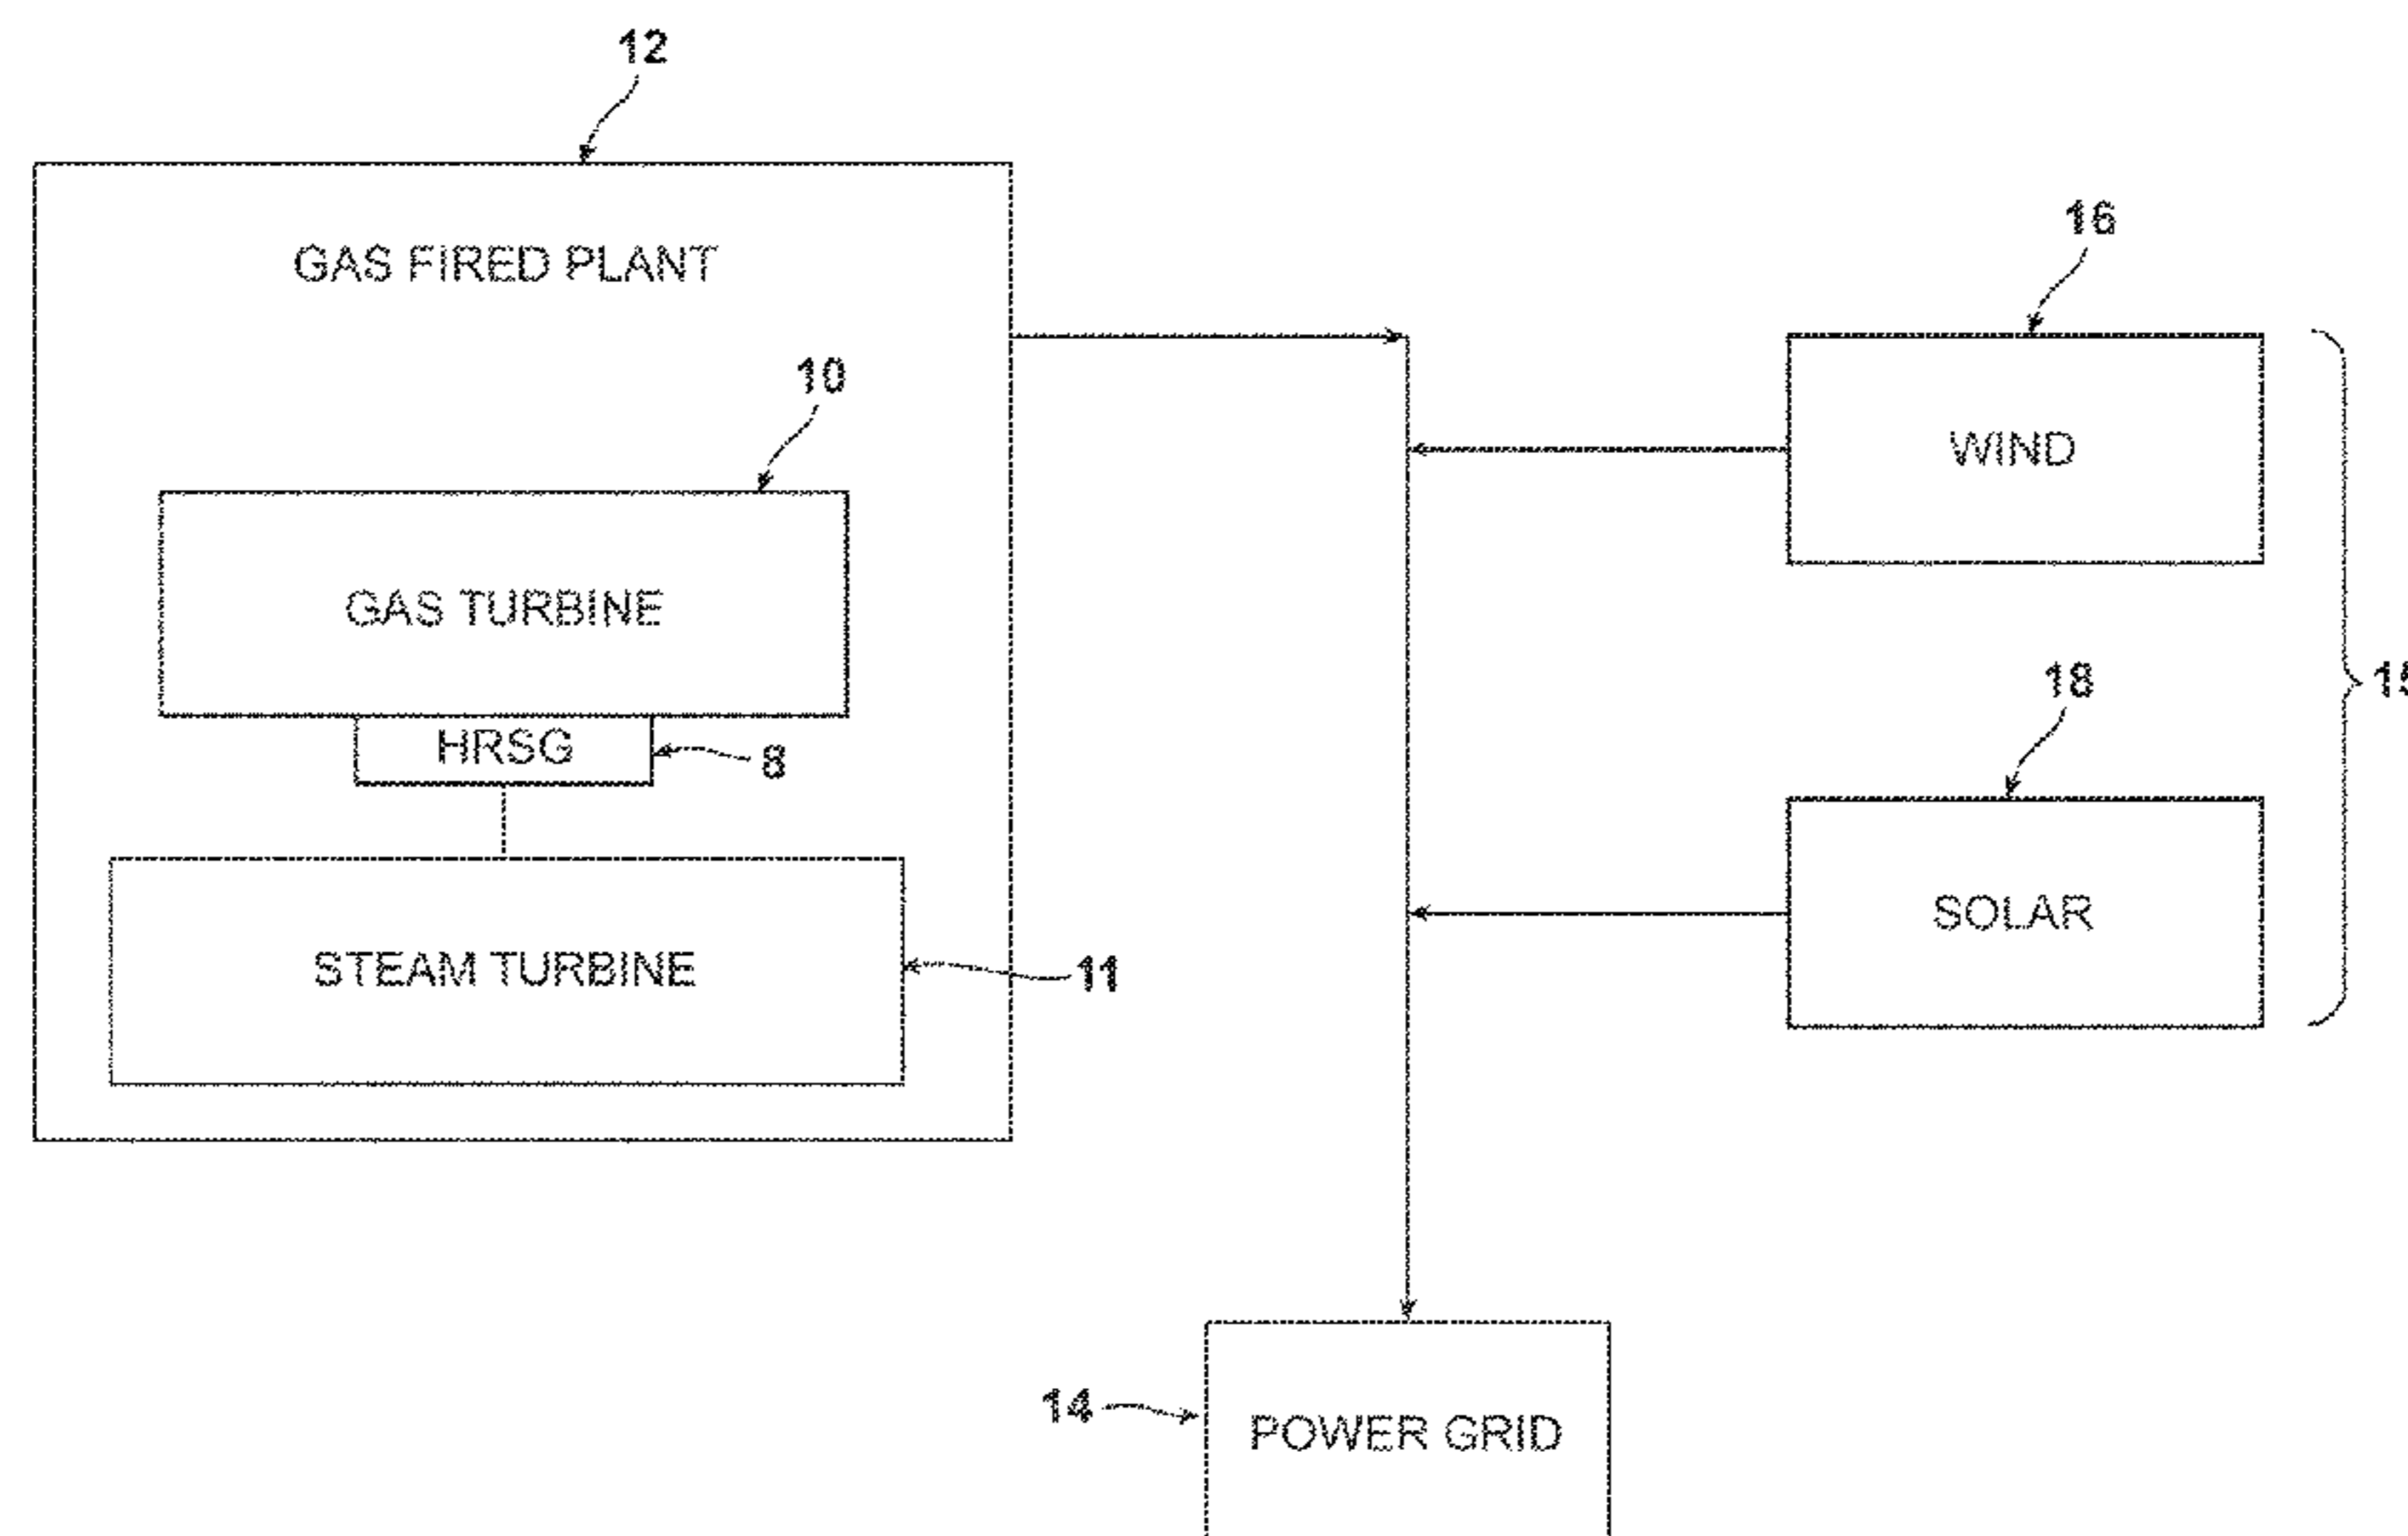 12
GAS FIRED PLANT
10
GAS TURBINE
HRSG
8
STEAM TURBINE
11
16
WIND
18
SOLAR
15
14
POWER GRID